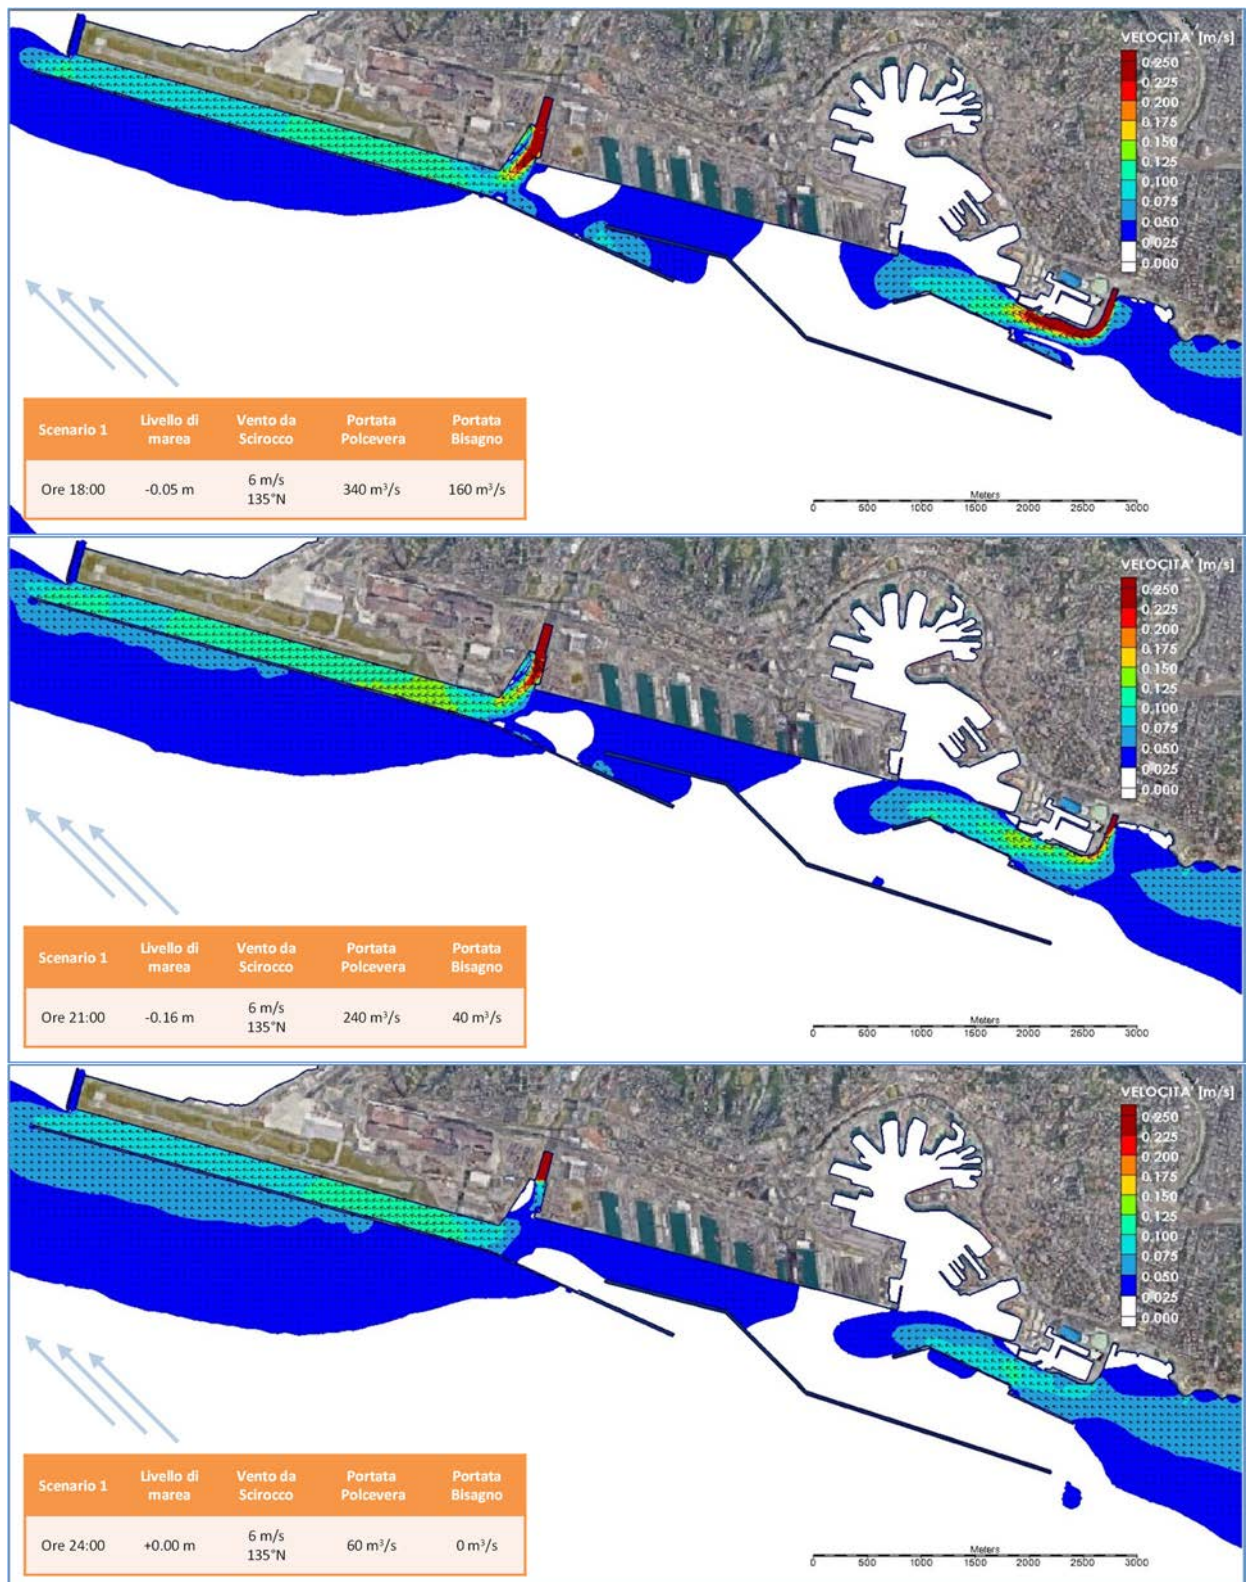 VELOCITA' [m/s]
0.250
0.225
0.200
0.175
0.150
0.125
0.100
0.075
0.050
0.025
0.000
Scenario 1 Livello di marea Vento da Scirocco Portata Polcevera Portata Bisagno
Ore 18:00 -0.05 m 6 m/s 135°N 340 m³/s 160 m³/s
Meters
0 500 1000 1500 2000 2500 3000
VELOCITA' [m/s]
0.250
0.225
0.200
0.175
0.150
0.125
0.100
0.075
0.050
0.025
0.000
Scenario 1 Livello di marea Vento da Scirocco Portata Polcevera Portata Bisagno
Ore 21:00 -0.16 m 6 m/s 135°N 240 m³/s 40 m³/s
Meters
0 500 1000 1500 2000 2500 3000
VELOCITA' [m/s]
0.250
0.225
0.200
0.175
0.150
0.125
0.100
0.075
0.050
0.025
0.000
Scenario 1 Livello di marea Vento da Scirocco Portata Polcevera Portata Bisagno
Ore 24:00 +0.00 m 6 m/s 135°N 60 m³/s 0 m³/s
Meters
0 500 1000 1500 2000 2500 3000